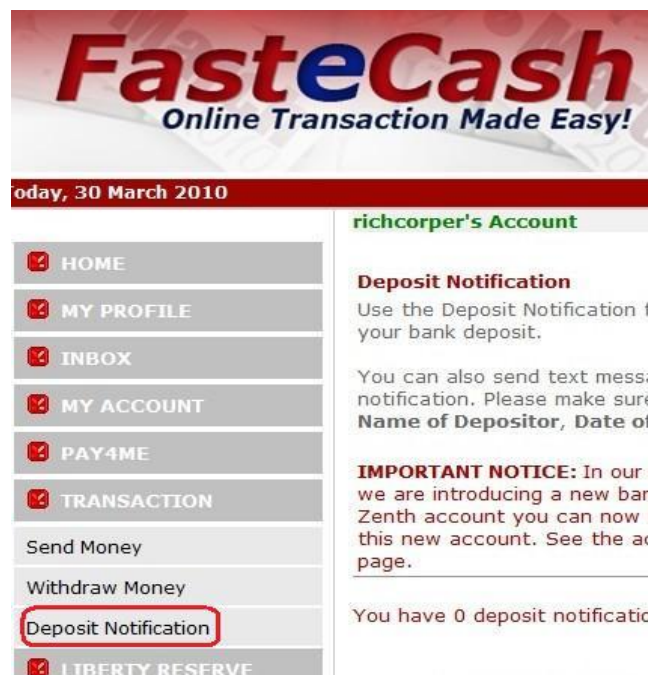 FasteCash
Online Transaction Made Easy!
oday, 30 March 2010
richcorper's Account
HOME
MY PROFILE
INBOX
MY ACCOUNT
PAY4ME
TRANSACTION
Send Money
Withdraw Money
Deposit Notification
LIBERTY RESERVE
Deposit Notification
Use the Deposit Notification f
your bank deposit.
You can also send text messa
notification. Please make sure
Name of Depositor, Date of
IMPORTANT NOTICE: In our
we are introducing a new ban
Zenth account you can now
this new account. See the ac
page.
You have 0 deposit notificatio